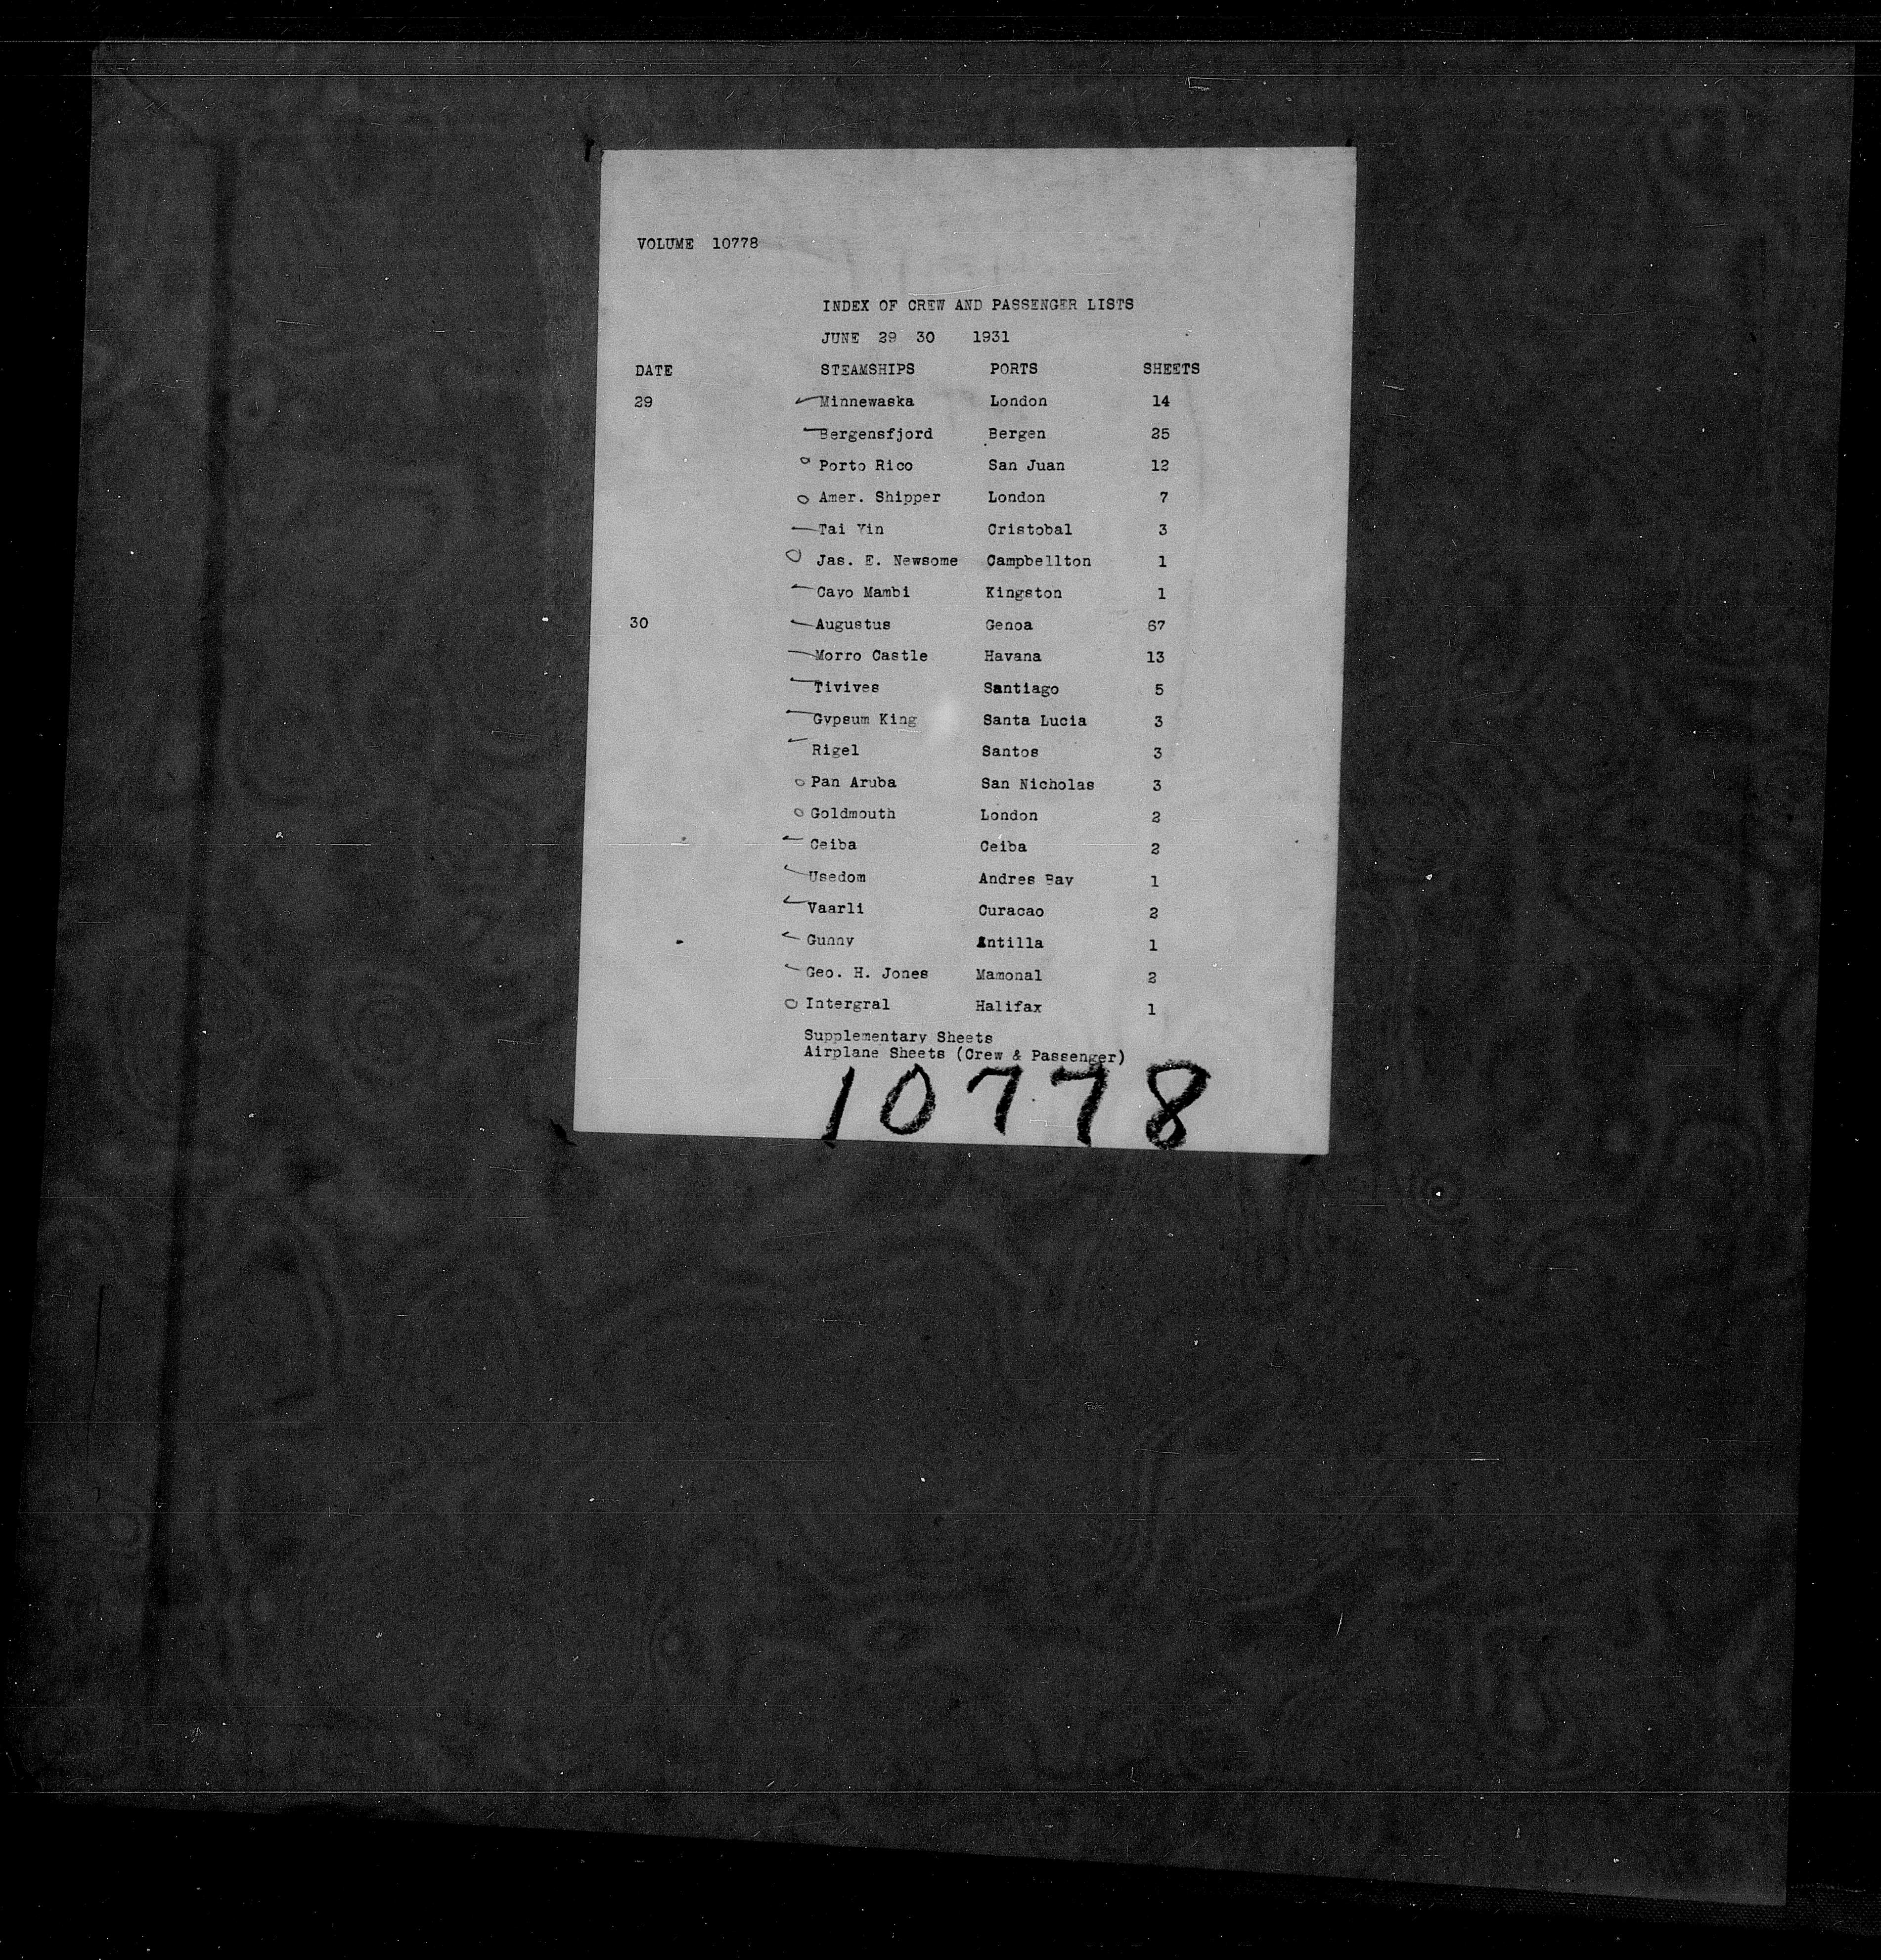 VOLUME 10778
INDEX OF CREW AND PASSENGER LISTS
JUNE 29 30 1931
DATE STEAMSHIPS PORTS SHEETS
29 Minnewaska London 14
Bergensfjord Bergen 25
Porto Rico San Juan 12
Amer. Shipper London 7
Tai Yin Cristobal 3
Jas. E. Newsome Campbellton 1
Cayo Mambi Kingston 1
30 Augustus Genoa 67
Morro Castle Havana 13
Tivives Santiago 5
Gypsum King Santa Lucia 3
Rigel Santos 3
Pan Aruba San Nicholas 3
Goldmouth London 2
Ceiba Ceiba 2
Usedom Andres Bay 1
Vaarli Curacao 2
Gunny Antilla 1
Geo. H. Jones Mamonal 2
Intergral Halifax 1
Supplementary Sheets
Airplane Sheets (Crew & Passenger)
10778